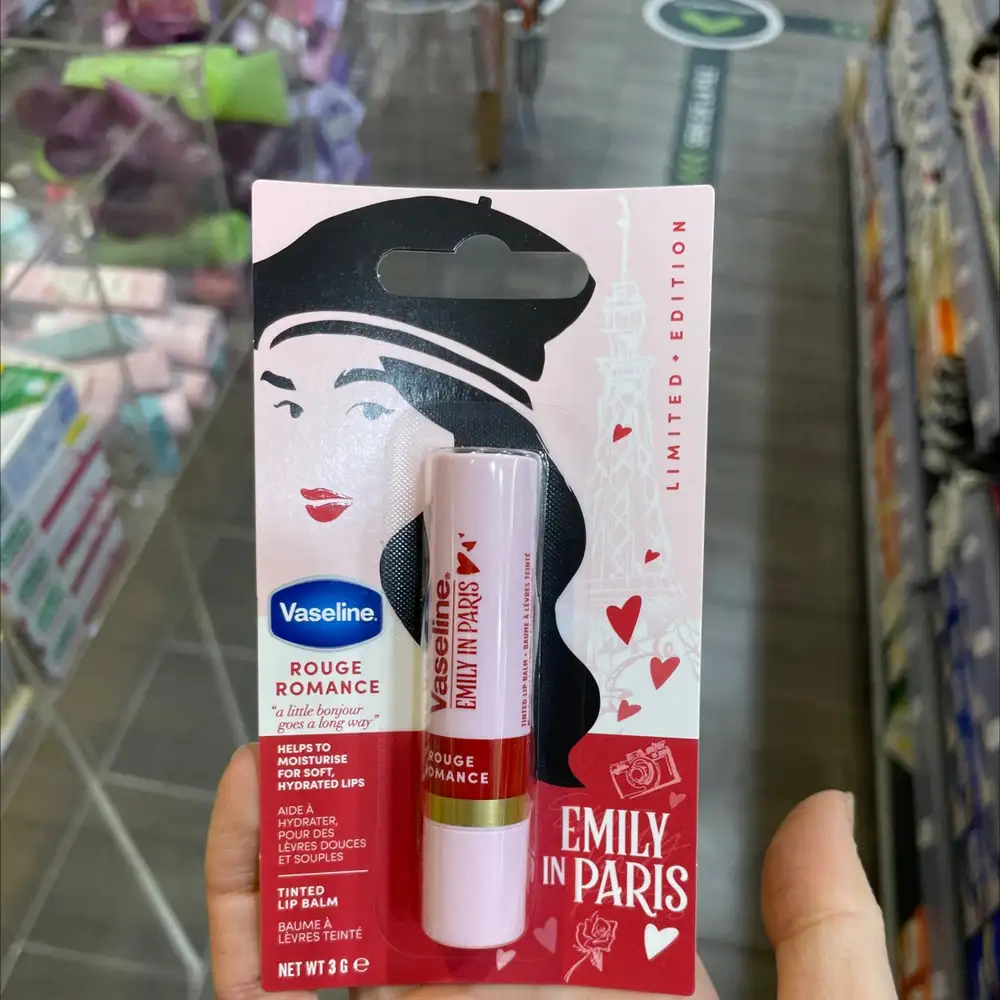 LIMITED • EDITION
Vaseline.
ROUGE
ROMANCE
"a little bonjour
goes a long way"
HELPS TO
MOISTURISE
FOR SOFT,
HYDRATED LIPS
AIDE À
HYDRATER,
POUR DES
LÈVRES DOUCES
ET SOUPLES
TINTED
LIP BALM
BAUME À
LÈVRES TEINTÉ
NET WT 3 G ℮
Vaseline®
EMILY IN PARIS
TINTED LIP BALM • BAUME À LÈVRES TEINTÉ
ROUGE
ROMANCE
EMILY
IN PARIS